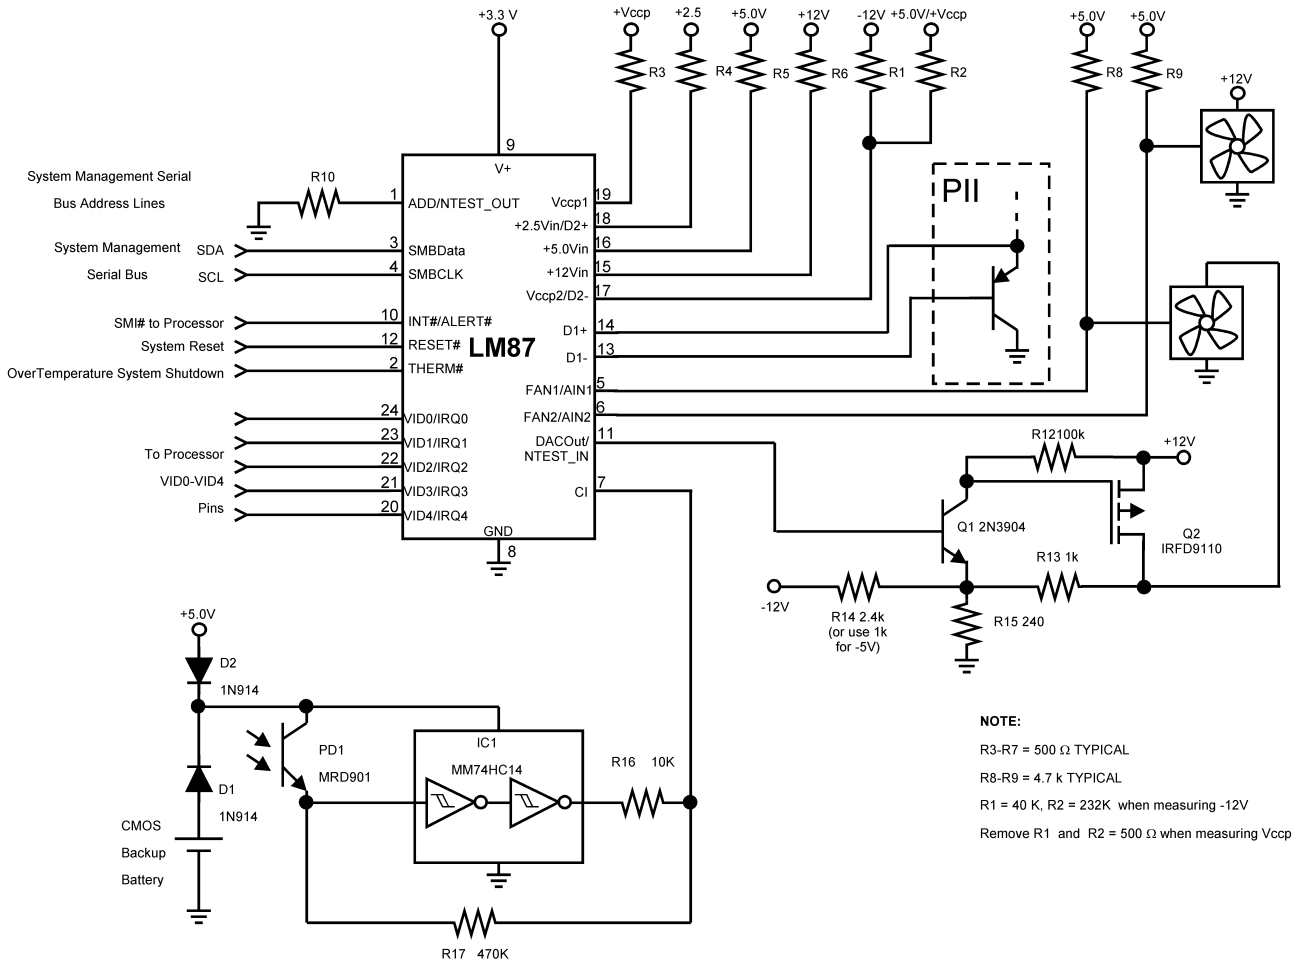 +3.3 V
+Vccp
+2.5
+5.0V
+12V
-12V
+5.0V/+Vccp
+5.0V
+5.0V
R3
R4
R5
R6
R1
R2
R8
R9
+12V
9
V+
System Management Serial
Bus Address Lines
R10
1
ADD/NTEST_OUT
Vccp1
19
PII
+2.5Vin/D2+
18
System Management
Serial Bus
SDA
3
SMBData
+5.0Vin
16
SCL
4
SMBCLK
+12Vin
15
Vccp2/D2-
17
SMI# to Processor
10
INT#/ALERT#
D1+
14
System Reset
12
RESET#
LM87
D1-
13
OverTemperature System Shutdown
2
THERM#
FAN1/AIN1
5
24
VID0/IRQ0
FAN2/AIN2
6
23
VID1/IRQ1
DACOut/
NTEST_IN
11
To Processor
VID0-VID4
Pins
22
VID2/IRQ2
21
VID3/IRQ3
CI
7
20
VID4/IRQ4
GND
8
R12100k
+12V
Q1 2N3904
Q2
IRFD9110
R13 1k
-12V
R14 2.4k
(or use 1k
for -5V)
R15 240
+5.0V
D2
1N914
PD1
MRD901
D1
1N914
CMOS
Backup
Battery
IC1
MM74HC14
R16 10K
R17 470K
NOTE:
R3-R7 = 500 Ω TYPICAL
R8-R9 = 4.7 k TYPICAL
R1 = 40 K, R2 = 232K when measuring -12V
Remove R1 and R2 = 500 Ω when measuring Vccp